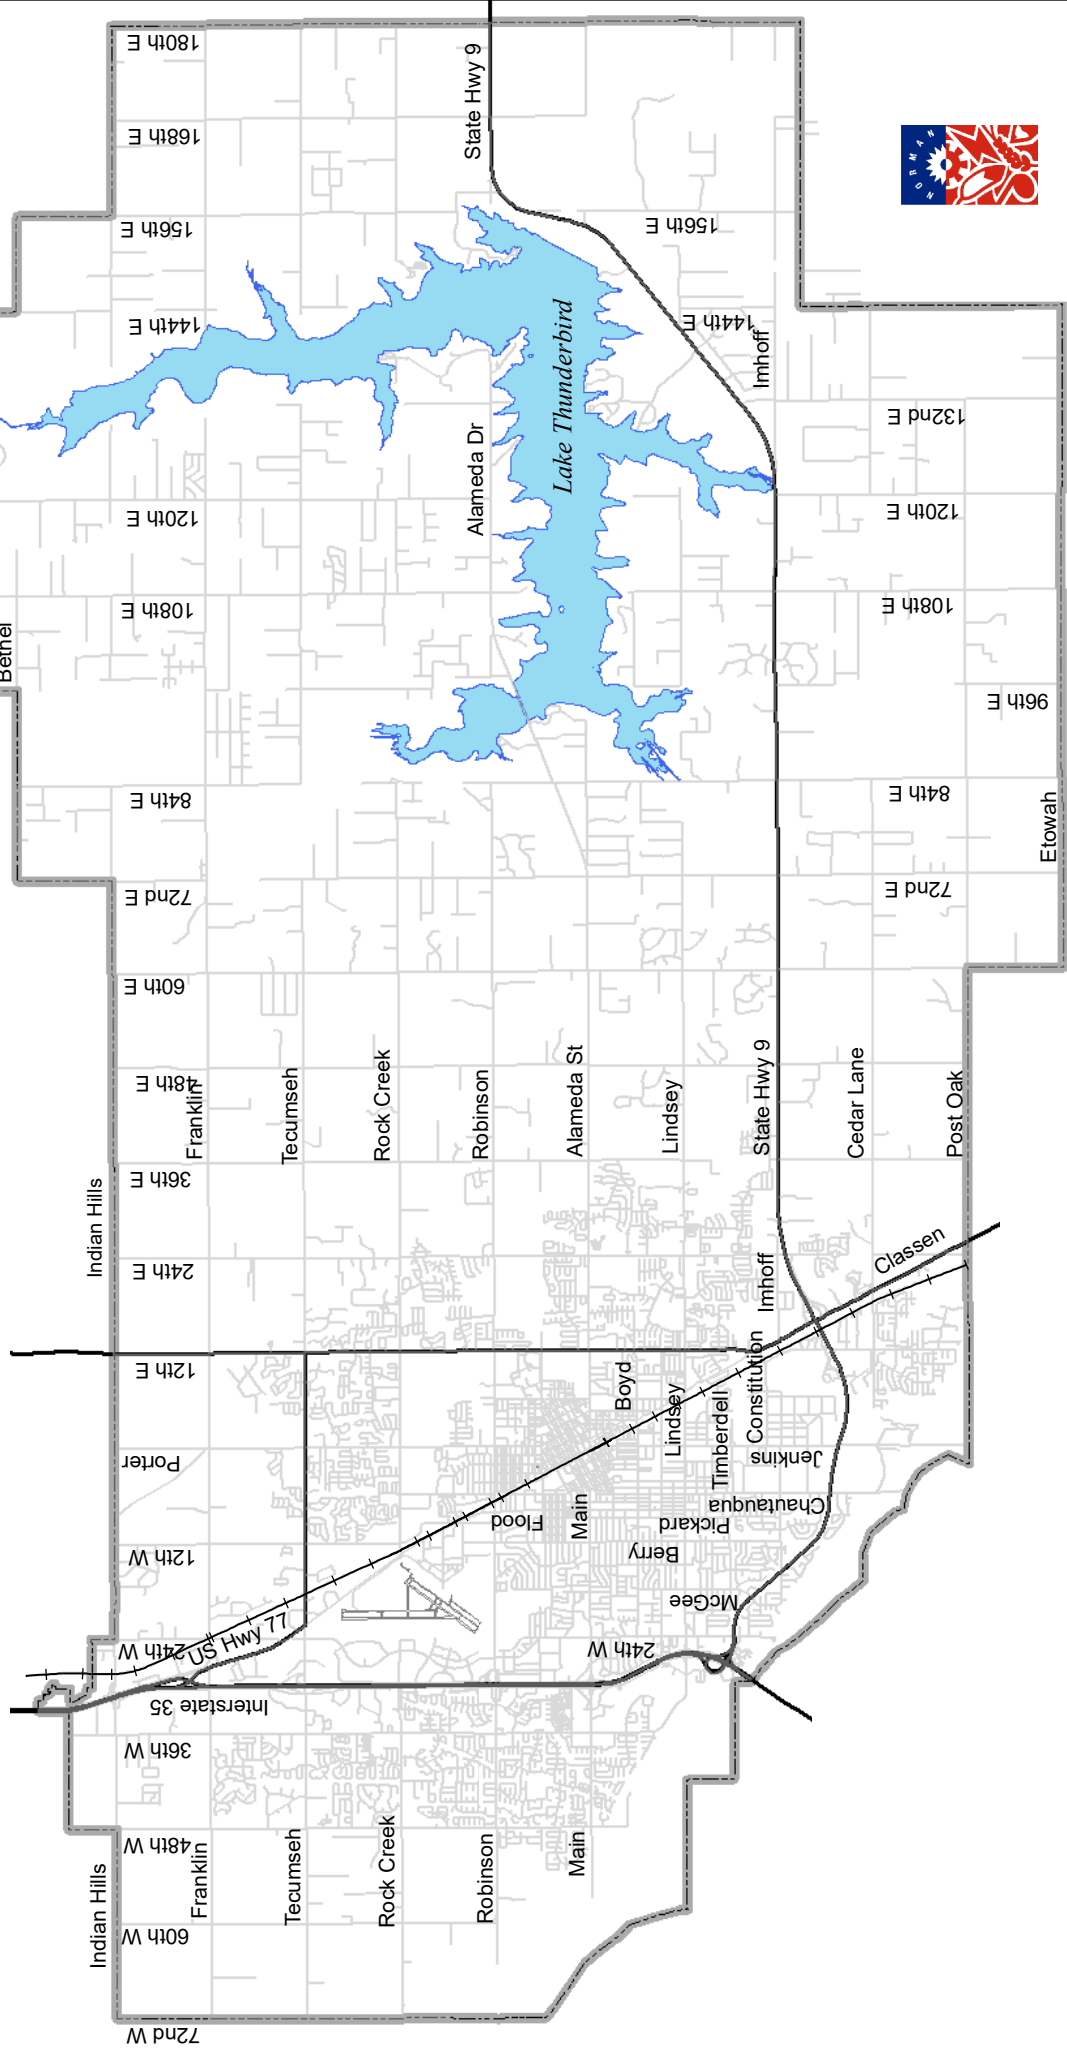 180th E
State Hwy 9
168th E
NORMAN
156th E
156th E
144th E
144th E
Imhoff
Lake Thunderbird
132nd E
Alameda Dr
120th E
120th E
108th E
108th E
Bethel
96th E
84th E
84th E
Etowah
72nd E
72nd E
60th E
48th E
Franklin
Tecumseh
Rock Creek
Robinson
Alameda St
Lindsey
State Hwy 9
Cedar Lane
Post Oak
36th E
Indian Hills
24th E
Imhoff
Classen
12th E
Boyd
Lindsey
Timberdell
Constitution
Porter
Jenkins
Chautauqua
Flood
Main
Pickard
12th W
Berry
McGee
24th W
US Hwy 77
24th W
Interstate 35
36th W
48th W
Indian Hills
Franklin
Tecumseh
Rock Creek
Robinson
Main
60th W
72nd W